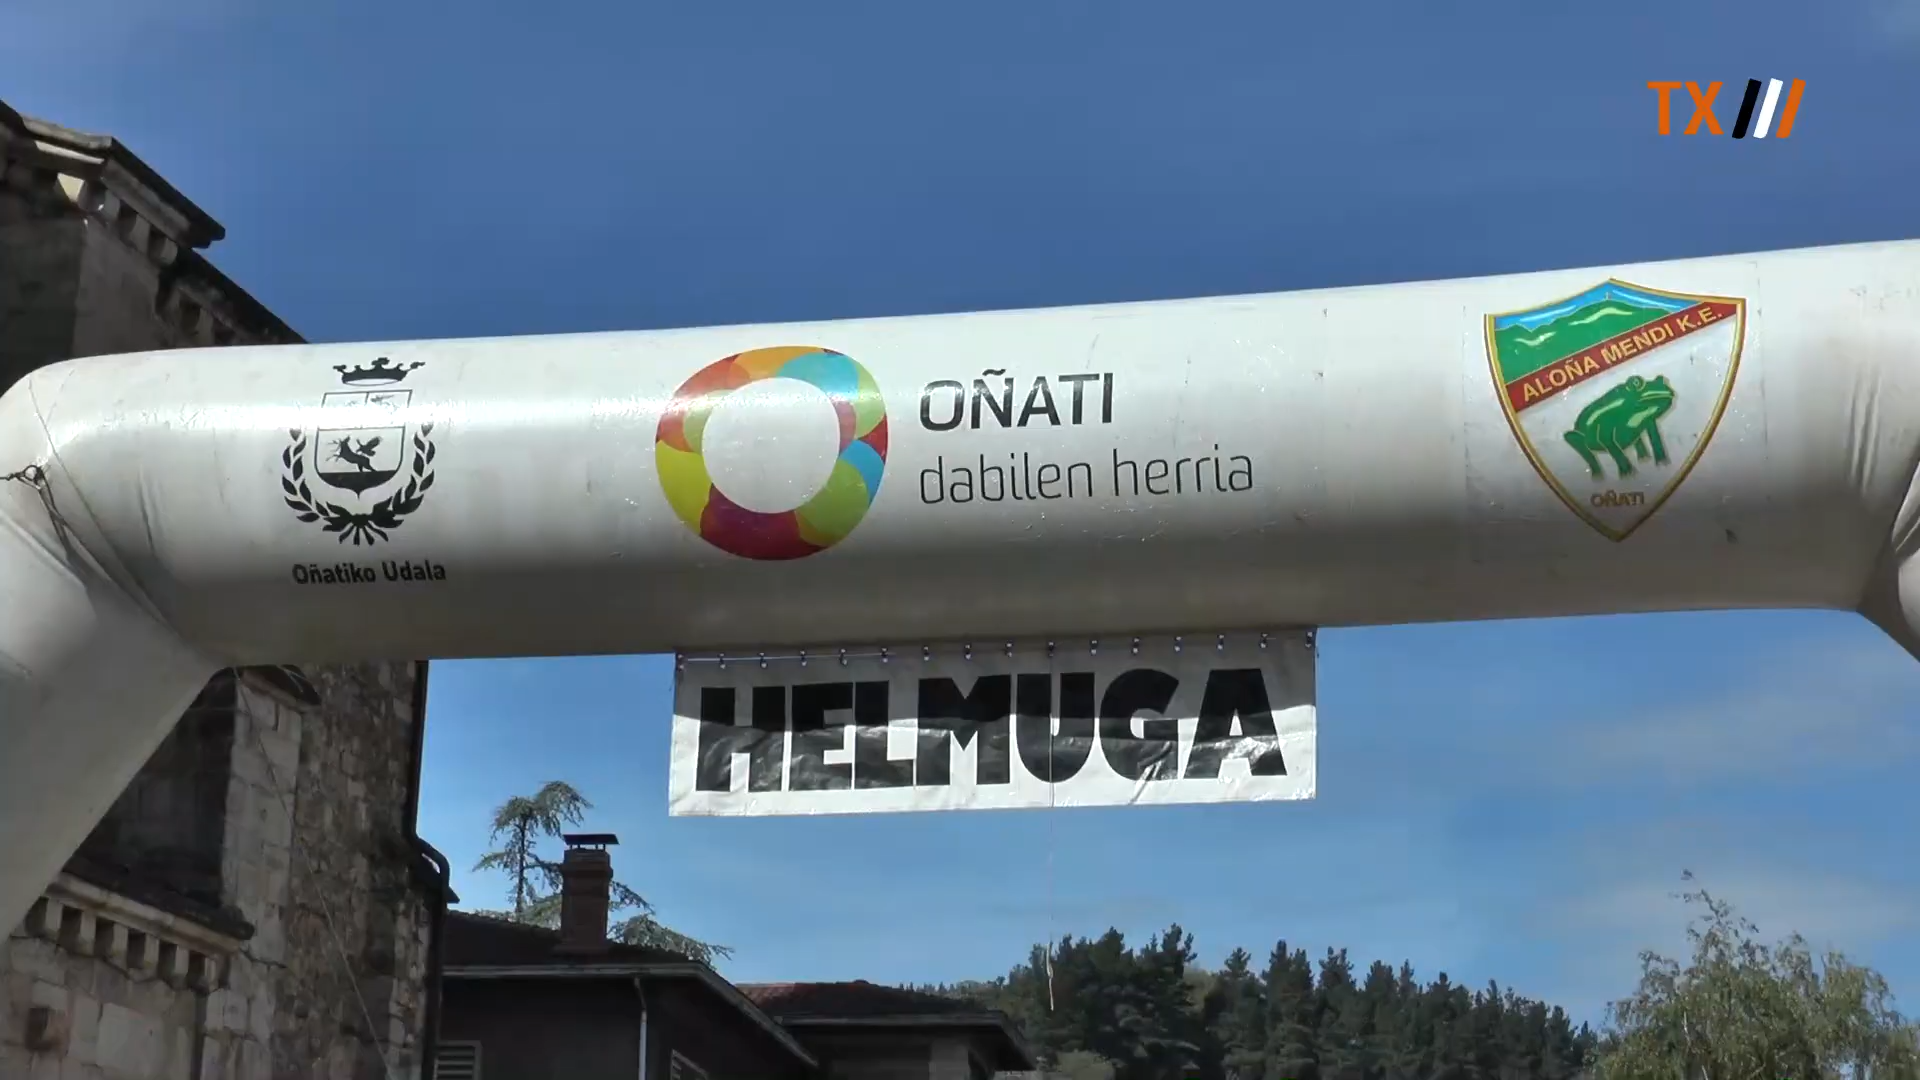 TX
Oñatiko Udala
OÑATI
dabilen herria
ALOÑA MENDI K.E.
OÑATI
HELMUGA